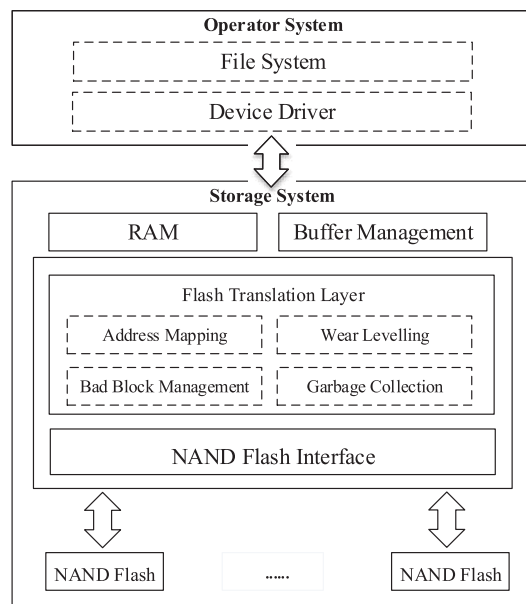 Operator System
File System
Device Driver
Storage System
RAM
Buffer Management
Flash Translation Layer
Address Mapping
Wear Levelling
Bad Block Management
Garbage Collection
NAND Flash Interface
NAND Flash
......
NAND Flash